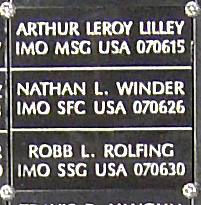 ARTHUR LEROY LILLEY
IMO MSG USA 070615
NATHAN L. WINDER
IMO SFC USA 070626
ROBB L. ROLFING
IMO SSG USA 070630